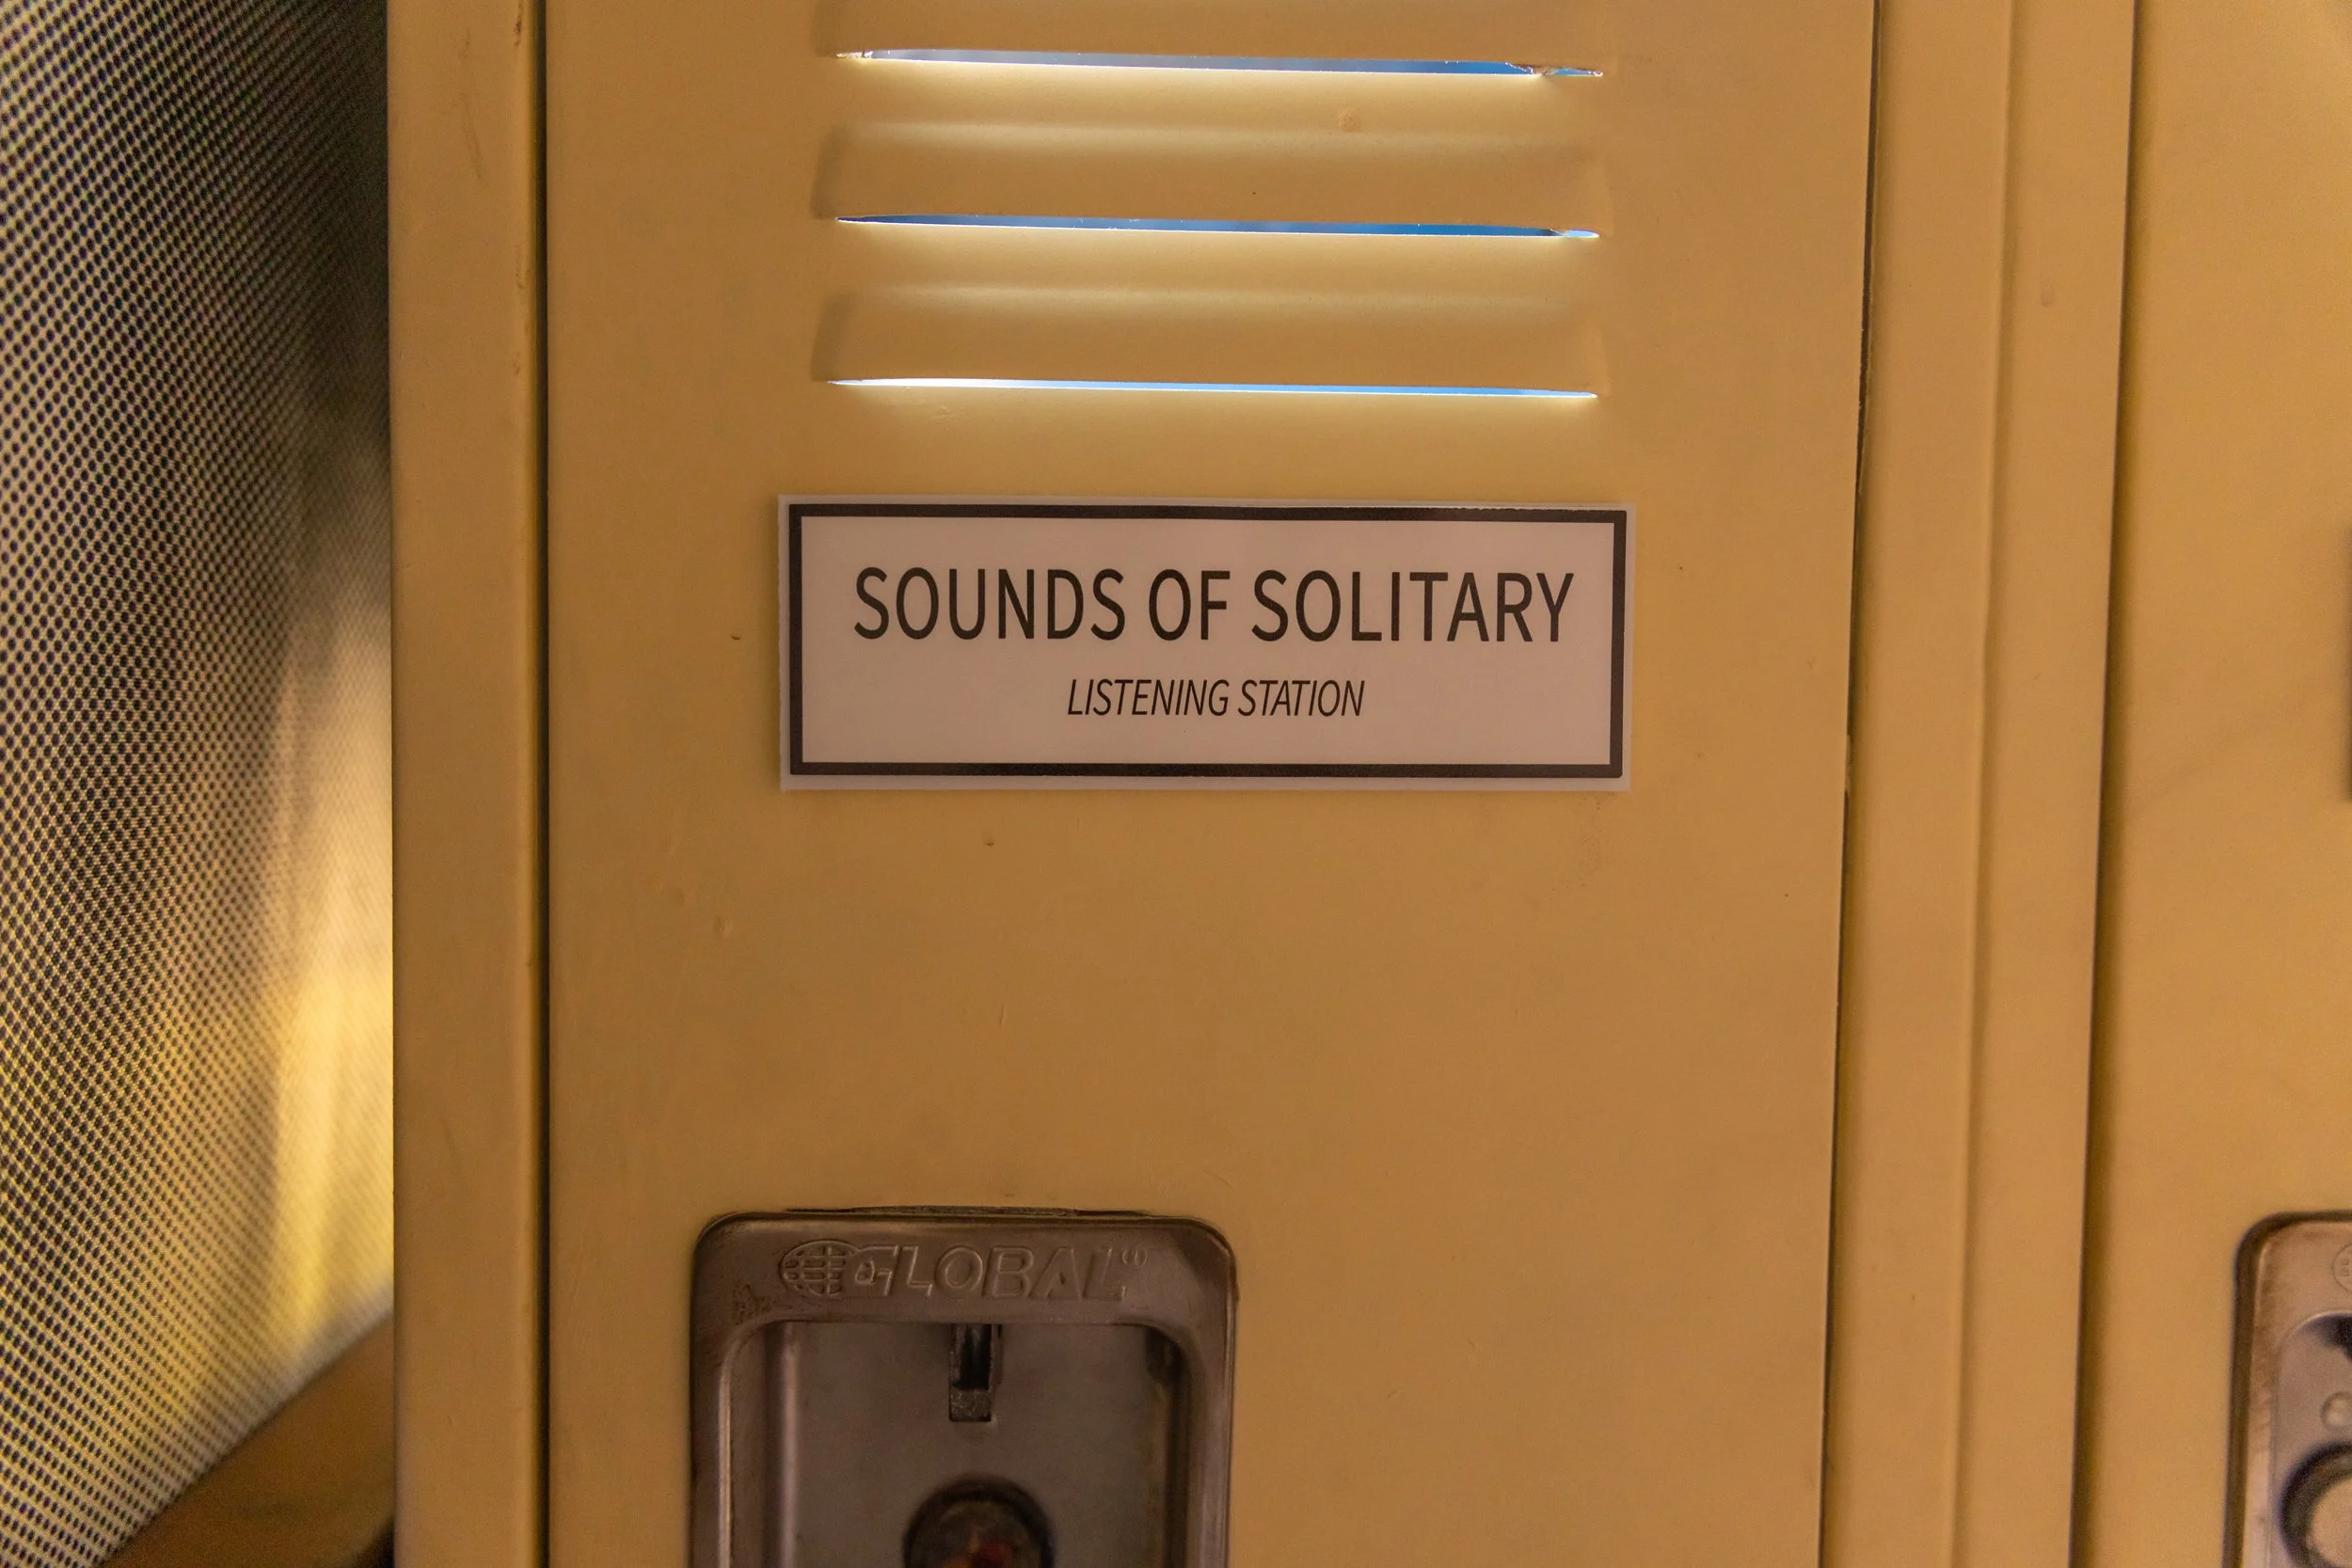 SOUNDS OF SOLITARY
LISTENING STATION
GLOBAL